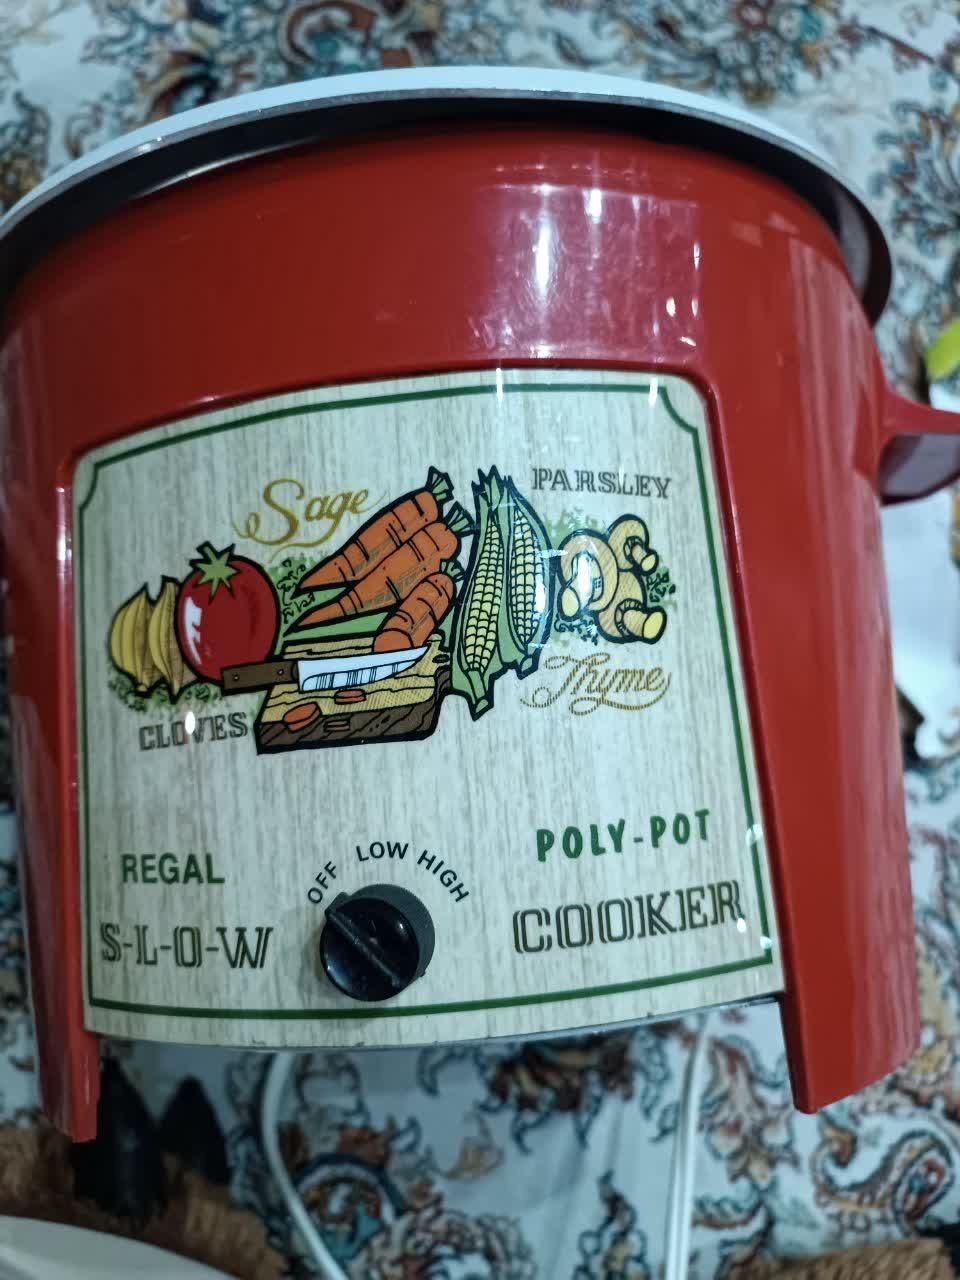 Sage
PARSLEY
Thyme
CLOVES
REGAL
S-L-O-W
OFF LOW HIGH
POLY-POT
COOKER